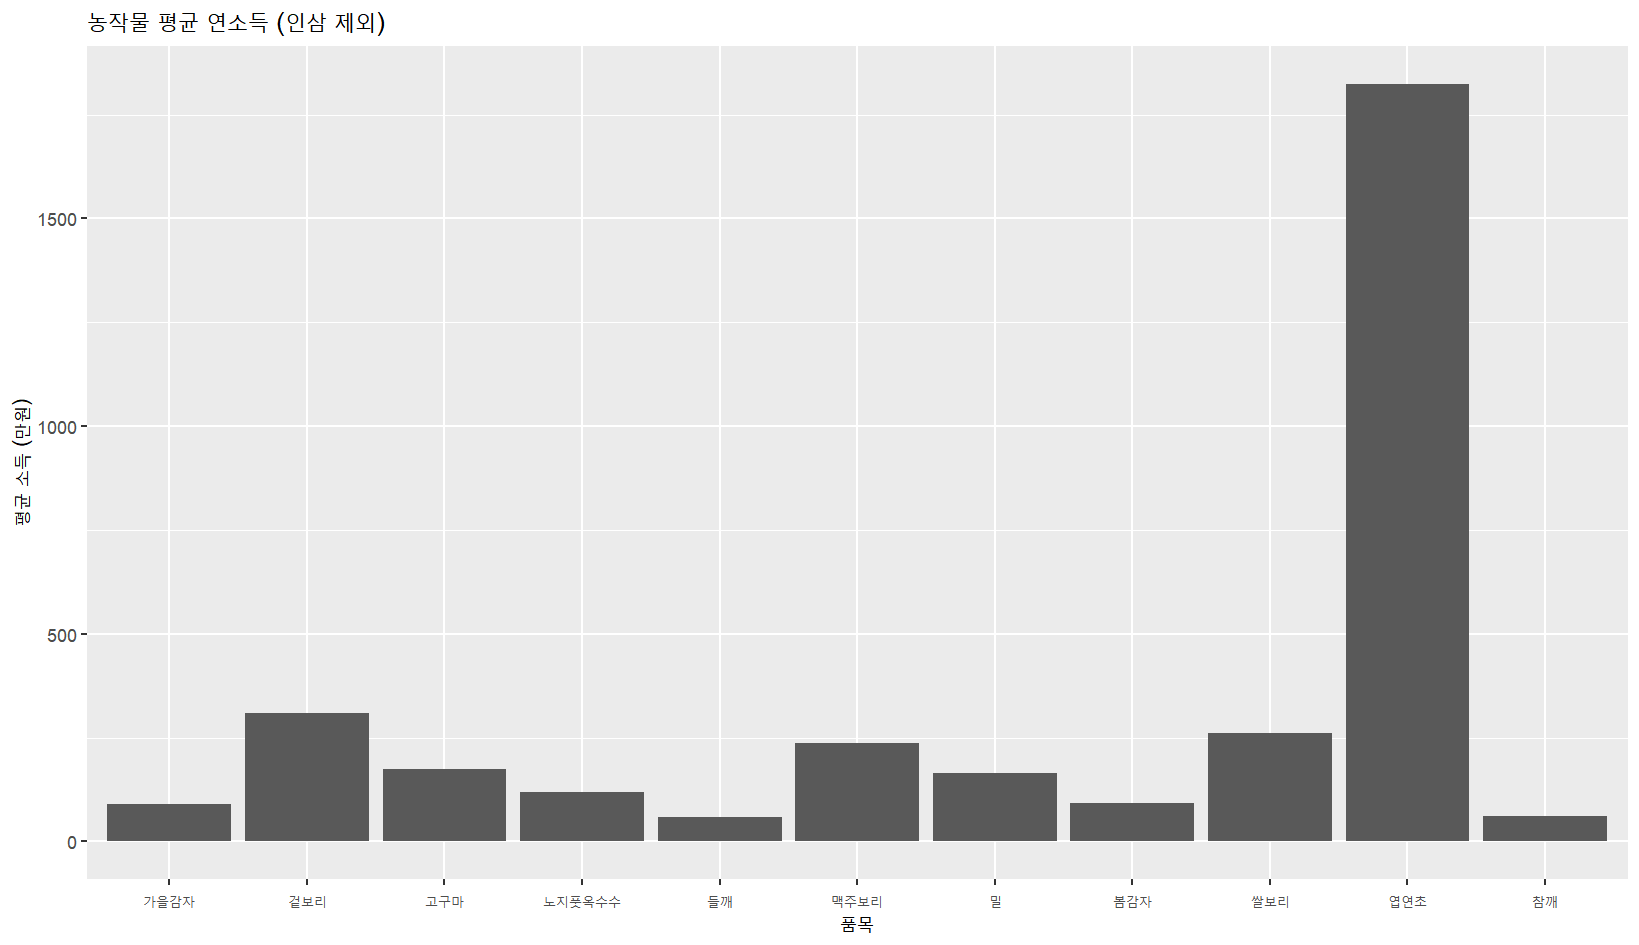 농작물 평균 연소득 (인삼 제외)
평균 소득 (만원)
1500
1000
500
0
가을감자 겉보리 고구마 노지풋옥수수 들깨 맥주보리 밀 봄감자 쌀보리 엽연초 참깨
품목